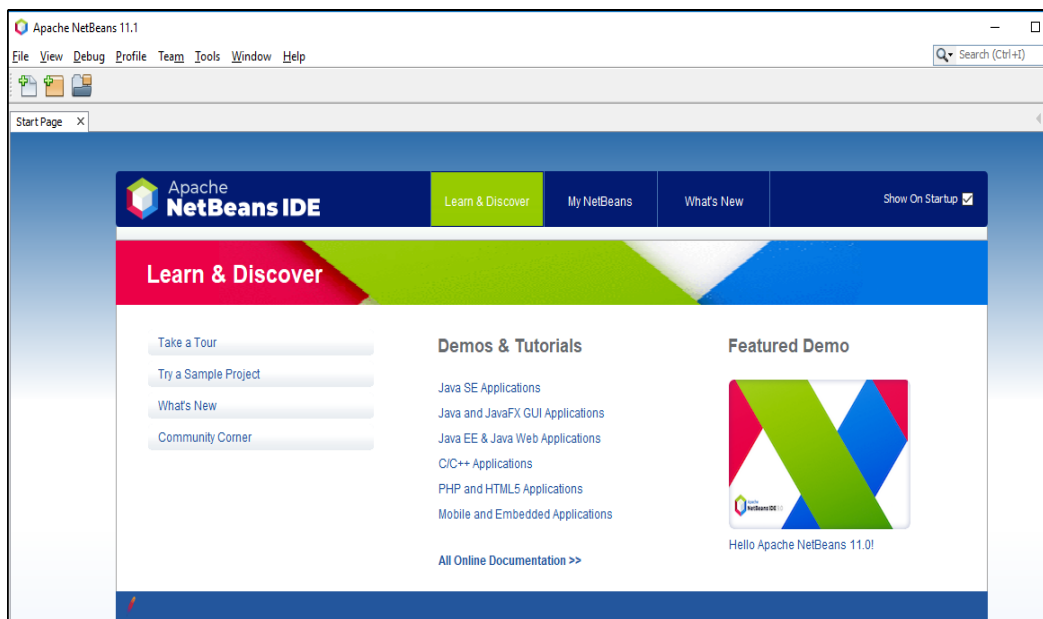 Apache NetBeans 11.1
File View Debug Profile Team Tools Window Help
Search (Ctrl+I)
Start Page X
Apache
NetBeans IDE
Learn & Discover
My NetBeans
What's New
Show On Startup
Learn & Discover
Take a Tour
Try a Sample Project
What's New
Community Corner
Demos & Tutorials
Java SE Applications
Java and JavaFX GUI Applications
Java EE & Java Web Applications
C/C++ Applications
PHP and HTML5 Applications
Mobile and Embedded Applications
All Online Documentation >>
Featured Demo
Apache
NetBeans IDE
Hello Apache NetBeans 11.0!